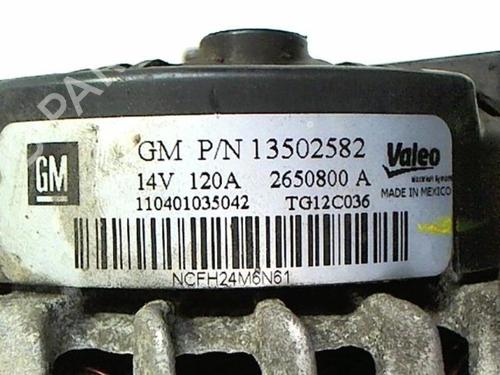 GM
GM P/N 13502582
14V 120A 2650800 A
110401035042 TG12C036
NCFH24M6N61
Valeo
MADE IN MEXICO